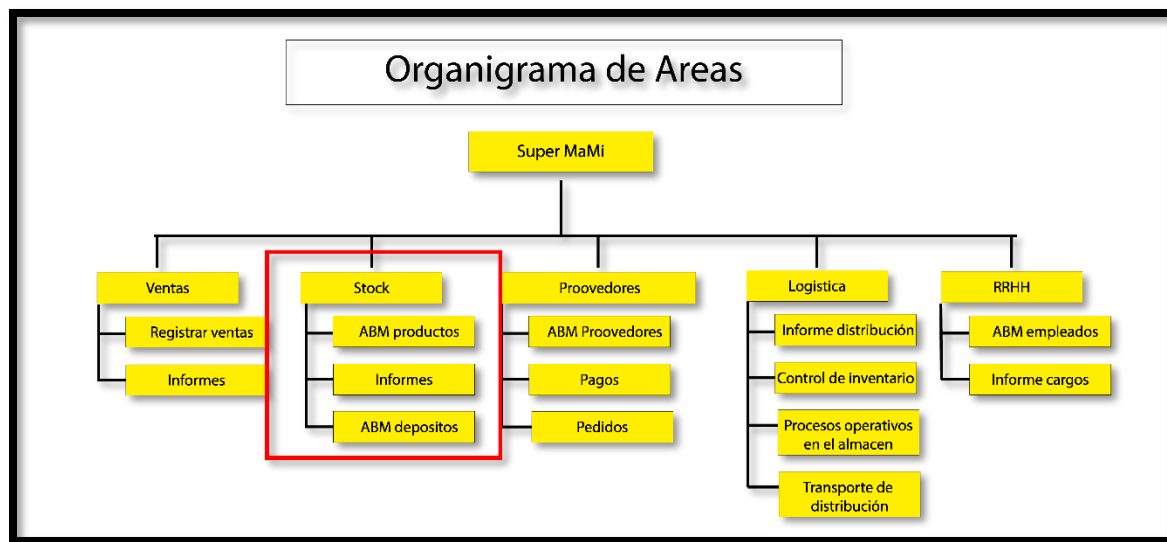 Organigrama de Areas
Super MaMi
Ventas
Registrar ventas
Informes
Stock
ABM productos
Informes
ABM depositos
Proovedores
ABM Proovedores
Pagos
Pedidos
Logistica
Informe distribución
Control de inventario
Procesos operativos
en el almacen
Transporte de
distribución
RRHH
ABM empleados
Informe cargos